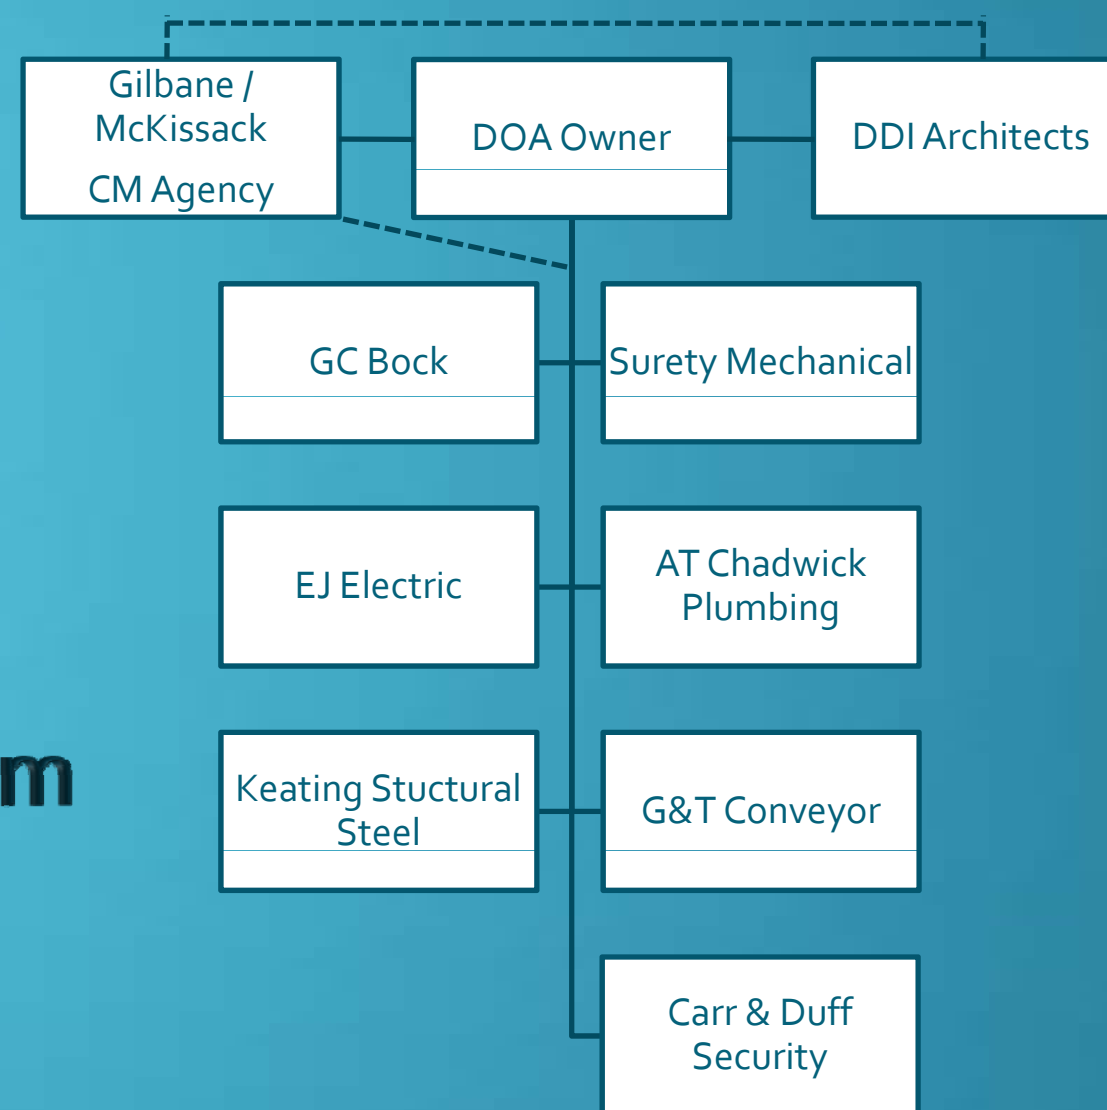 Gilbane /
McKissack
CM Agency
DOA Owner
DDI Architects
GC Bock
Surety Mechanical
EJ Electric
AT Chadwick
Plumbing
m
Keating Stuctural
Steel
G&T Conveyor
Carr & Duff
Security